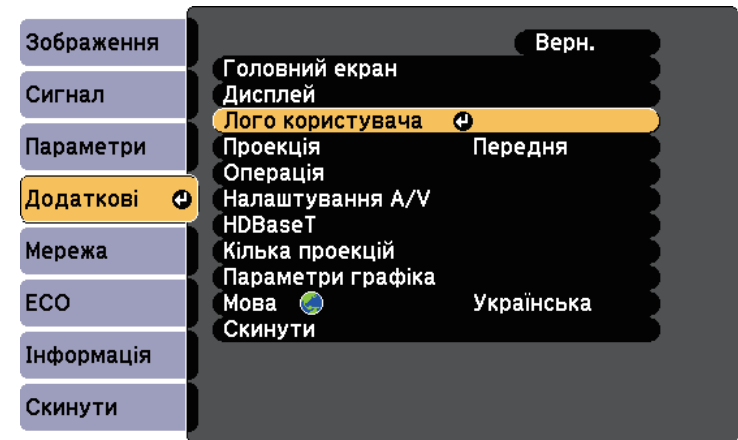 Зображення
Сигнал
Параметри
Додаткові
Мережа
ECO
Інформація
Скинути
Верн.
Головний екран
Дисплей
Лого користувача
Проекція Передня
Операція
Налаштування A/V
HDBaseT
Кілька проекцій
Параметри графіка
Мова Українська
Скинути